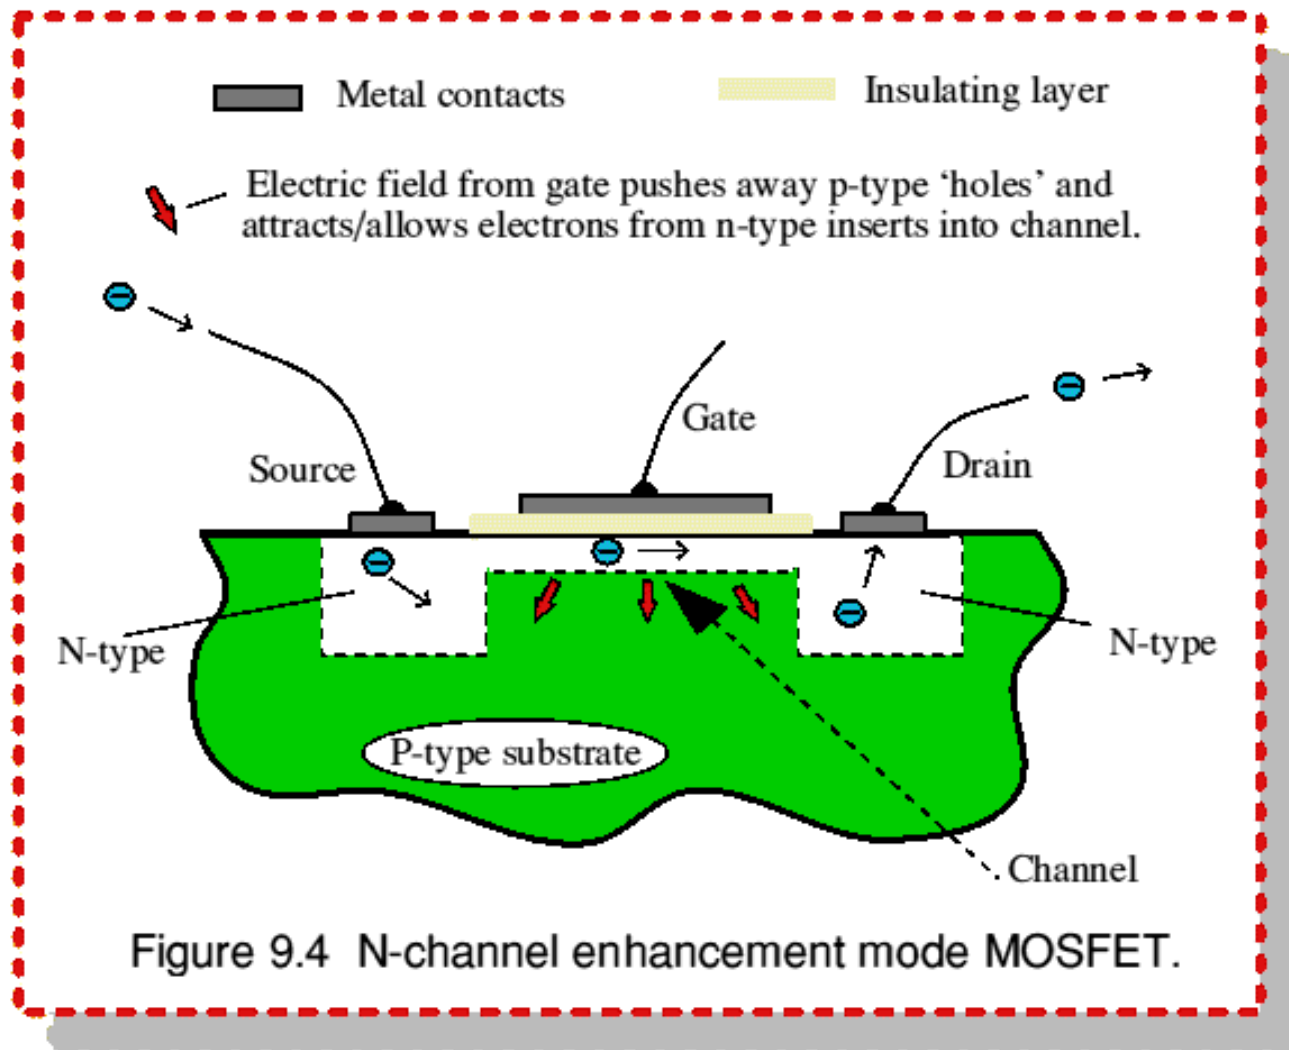 Metal contacts
Insulating layer
Electric field from gate pushes away p-type ‘holes’ and
attracts/allows electrons from n-type inserts into channel.
Gate
Source
Drain
N-type
N-type
P-type substrate
Channel
Figure 9.4 N-channel enhancement mode MOSFET.